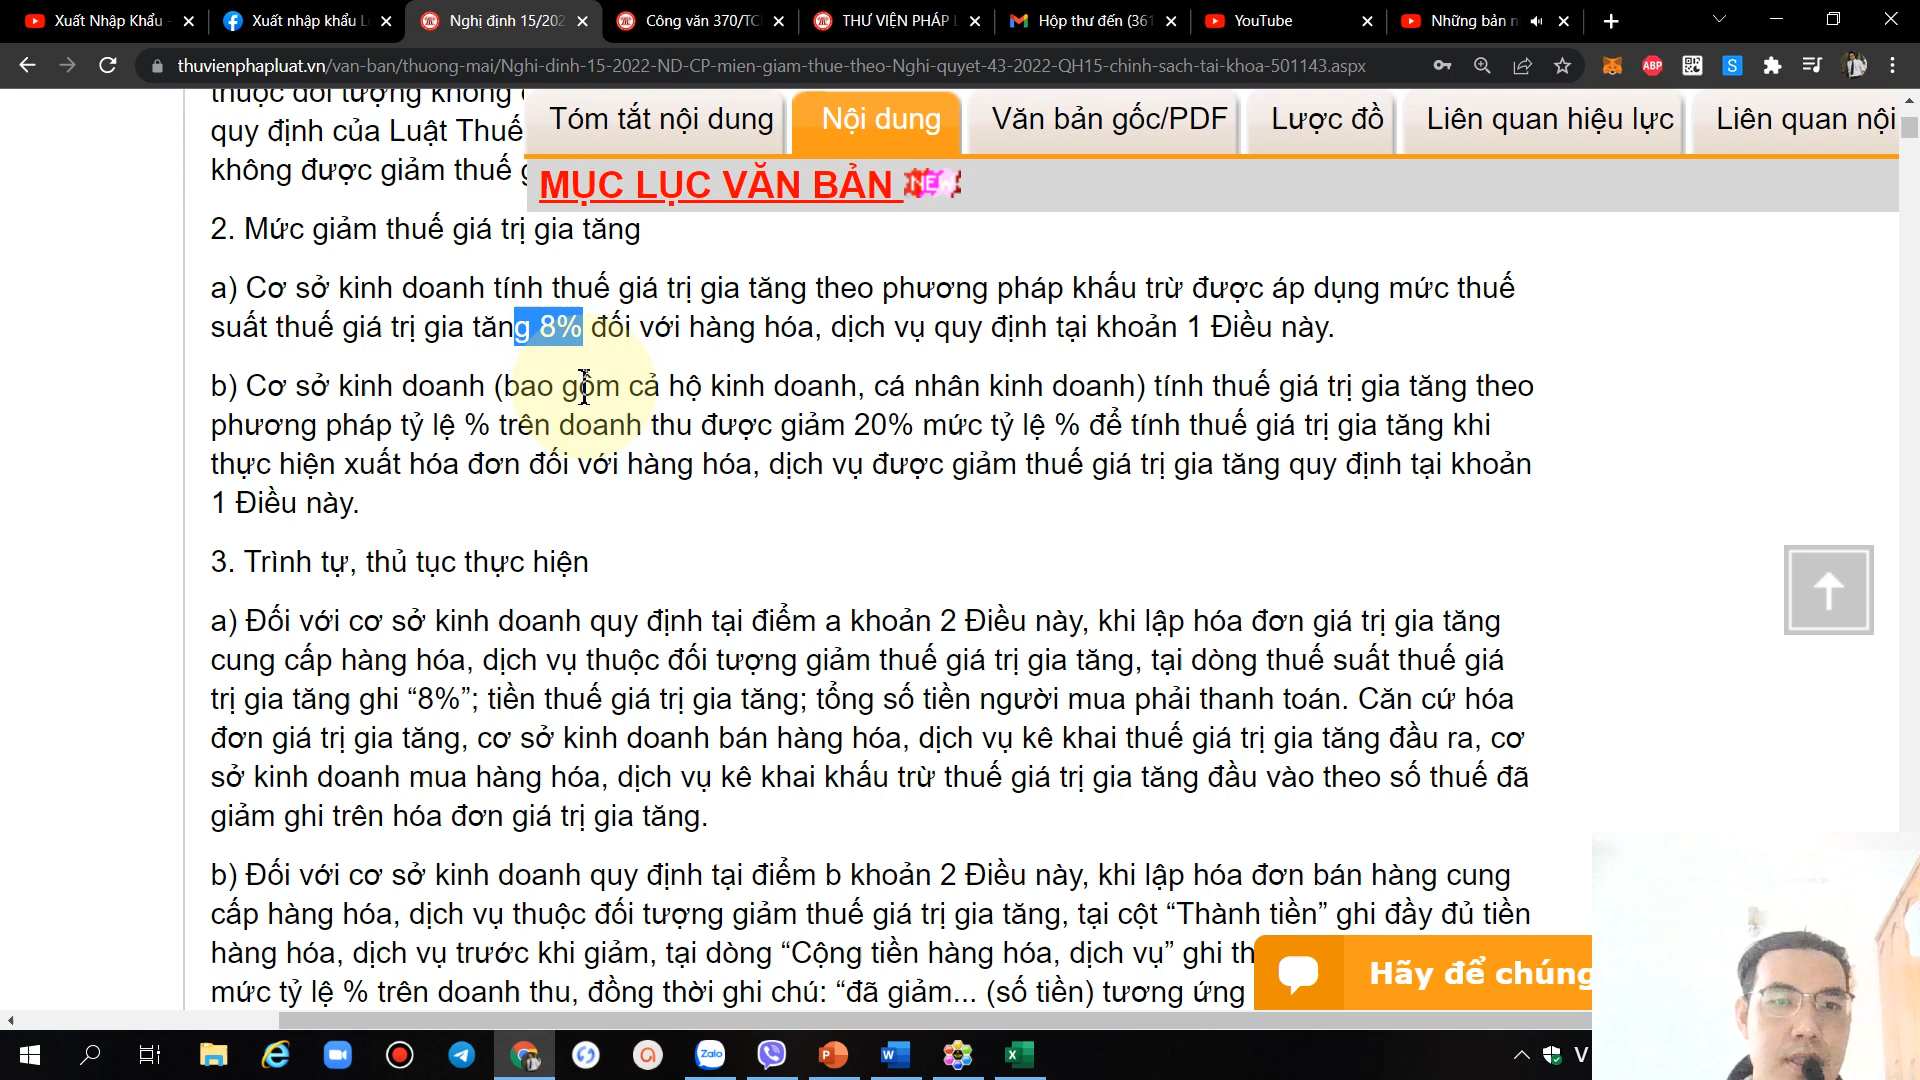 Xuất Nhập Khẩu
Xuất nhập khẩu L
Nghị định 15/202
Công văn 370/TC
THƯ VIỆN PHÁP L
Hộp thư đến (361
YouTube
Những bản n
thuvienphapluat.vn/van-ban/thuong-mai/Nghi-dinh-15-2022-ND-CP-mien-giam-thue-theo-Nghi-quyet-43-2022-QH15-chinh-sach-tai-khoa-501143.aspx
ABP
S
thuộc đối tượng không
Tóm tắt nội dung
Nội dung
Văn bản gốc/PDF
Lược đồ
Liên quan hiệu lực
Liên quan nội
quy định của Luật Thuế
không được giảm thuế g
MỤC LỤC VĂN BẢN NEW
2. Mức giảm thuế giá trị gia tăng
a) Cơ sở kinh doanh tính thuế giá trị gia tăng theo phương pháp khấu trừ được áp dụng mức thuế
suất thuế giá trị gia tăng 8% đối với hàng hóa, dịch vụ quy định tại khoản 1 Điều này.
b) Cơ sở kinh doanh (bao gồm cả hộ kinh doanh, cá nhân kinh doanh) tính thuế giá trị gia tăng theo
phương pháp tỷ lệ % trên doanh thu được giảm 20% mức tỷ lệ % để tính thuế giá trị gia tăng khi
thực hiện xuất hóa đơn đối với hàng hóa, dịch vụ được giảm thuế giá trị gia tăng quy định tại khoản
1 Điều này.
3. Trình tự, thủ tục thực hiện
a) Đối với cơ sở kinh doanh quy định tại điểm a khoản 2 Điều này, khi lập hóa đơn giá trị gia tăng
cung cấp hàng hóa, dịch vụ thuộc đối tượng giảm thuế giá trị gia tăng, tại dòng thuế suất thuế giá
trị gia tăng ghi “8%”; tiền thuế giá trị gia tăng; tổng số tiền người mua phải thanh toán. Căn cứ hóa
đơn giá trị gia tăng, cơ sở kinh doanh bán hàng hóa, dịch vụ kê khai thuế giá trị gia tăng đầu ra, cơ
sở kinh doanh mua hàng hóa, dịch vụ kê khai khấu trừ thuế giá trị gia tăng đầu vào theo số thuế đã
giảm ghi trên hóa đơn giá trị gia tăng.
b) Đối với cơ sở kinh doanh quy định tại điểm b khoản 2 Điều này, khi lập hóa đơn bán hàng cung
cấp hàng hóa, dịch vụ thuộc đối tượng giảm thuế giá trị gia tăng, tại cột “Thành tiền” ghi đầy đủ tiền
hàng hóa, dịch vụ trước khi giảm, tại dòng “Cộng tiền hàng hóa, dịch vụ” ghi th
mức tỷ lệ % trên doanh thu, đồng thời ghi chú: “đã giảm... (số tiền) tương ứng
Hãy để chúng
Zalo
V